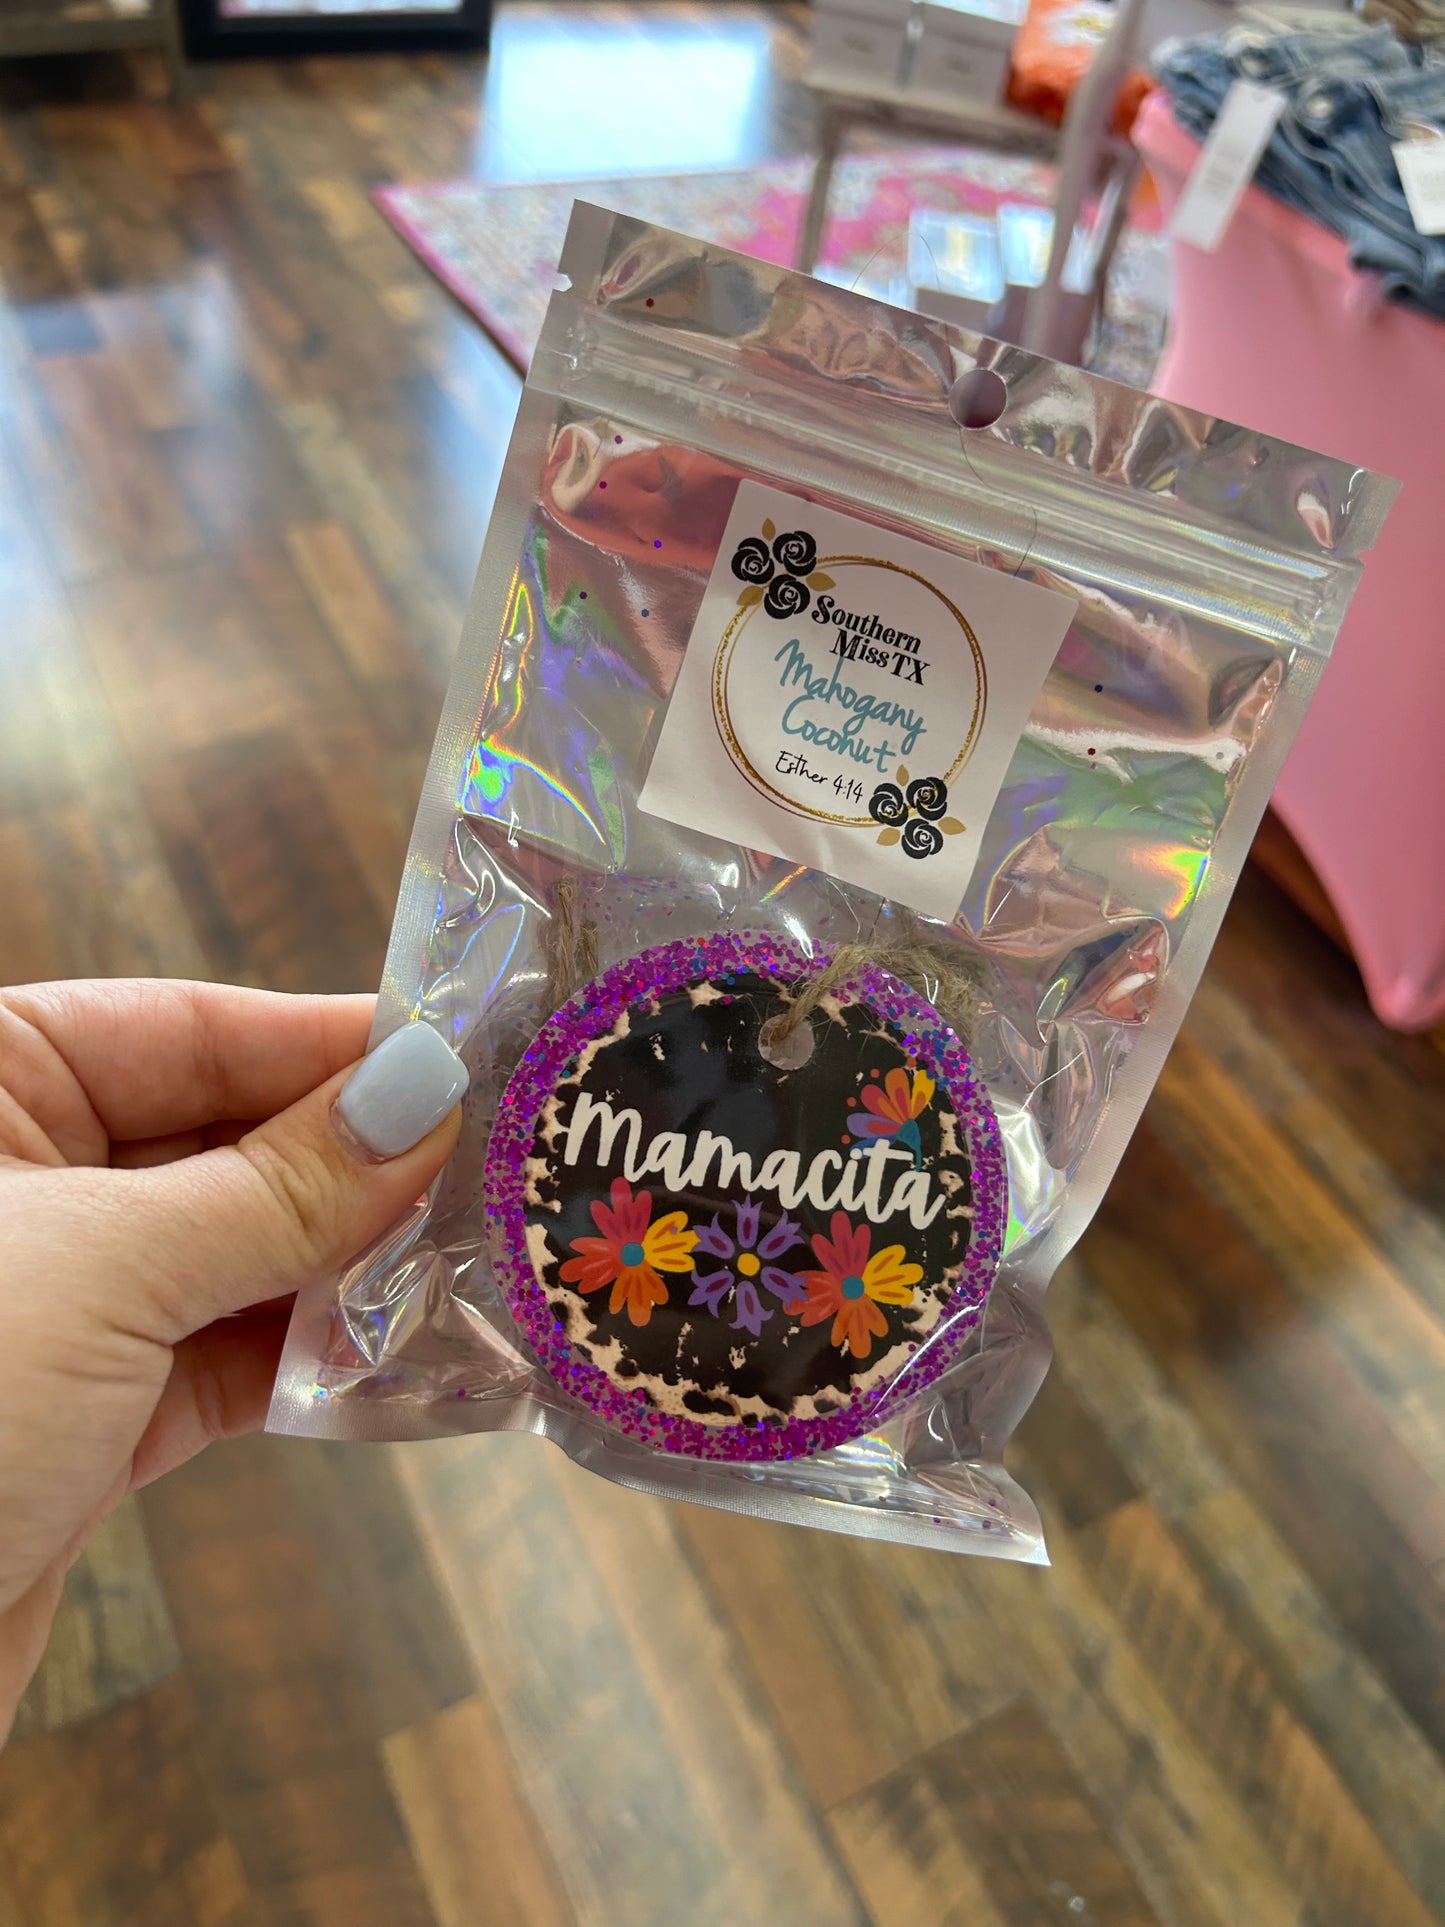 Southern
Miss TX
Mahogany
Coconut
Esther 4:14
Mamacita